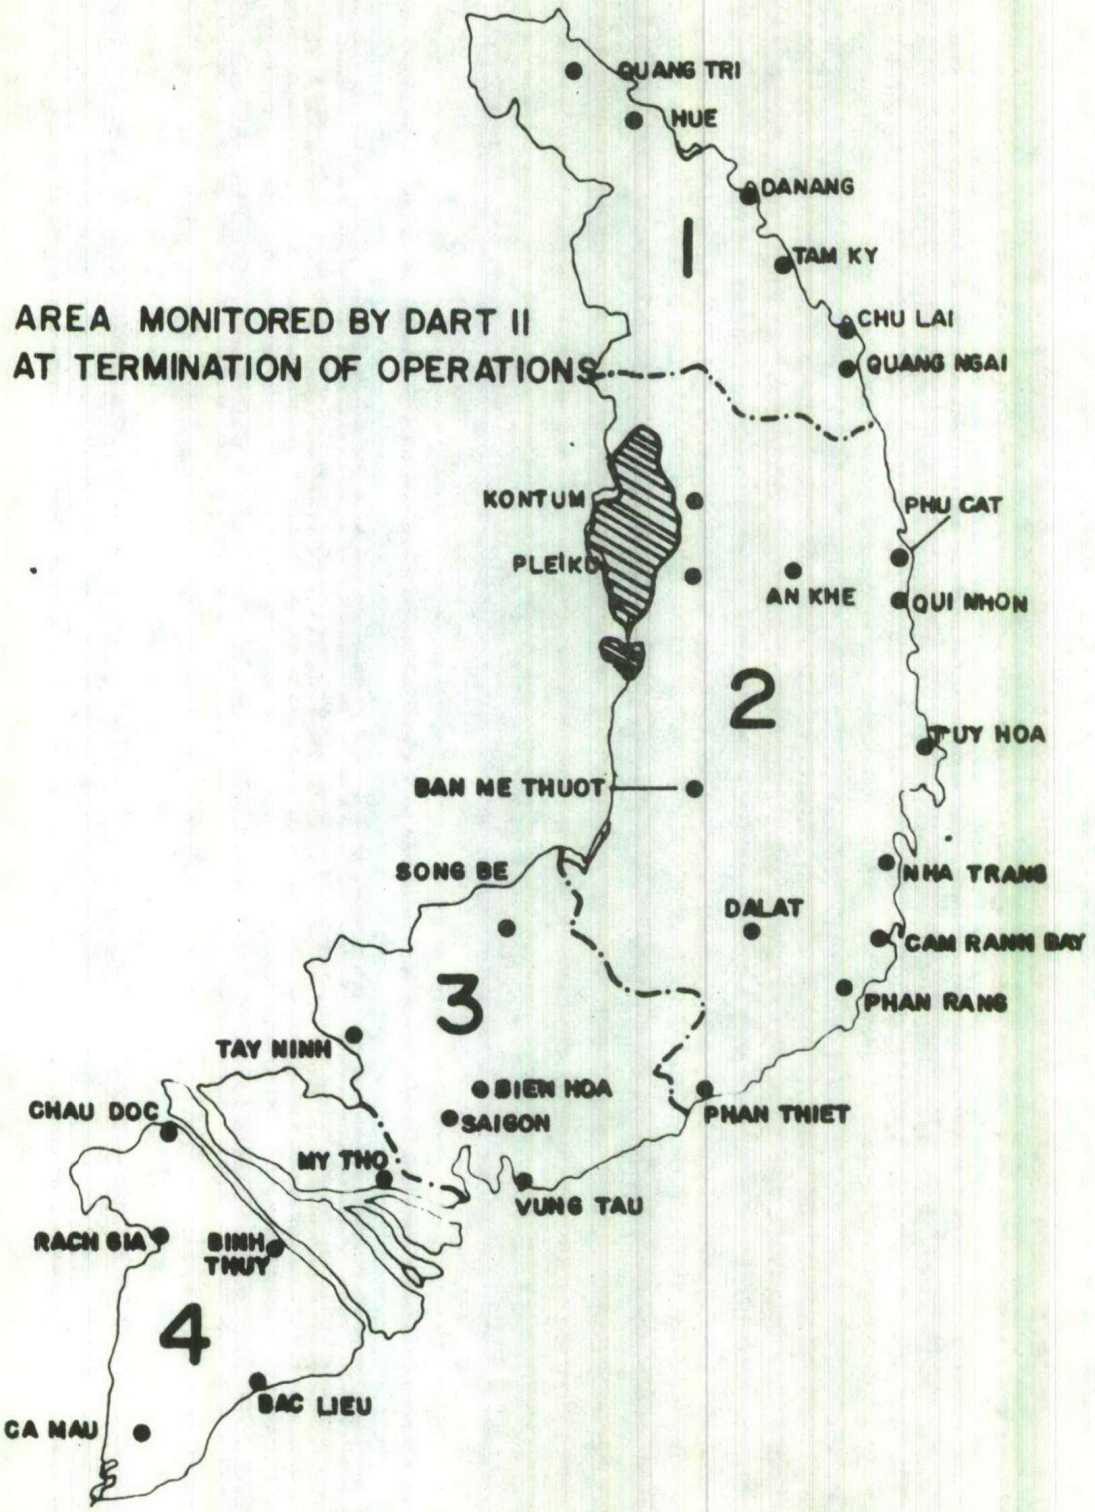 QUANG TRI
HUE
DANANG
1
TAM KY
AREA MONITORED BY DART II
AT TERMINATION OF OPERATIONS
CHU LAI
QUANG NGAI
KONTUM
PHU CAT
PLEIKU
AN KHE
QUI NHON
2
TUY HOA
BAN ME THUOT
SONG BE
NHA TRANG
DALAT
CAM RANH BAY
3
PHAN RANG
TAY NINH
BIEN HOA
CHAU DOC
SAIGON
PHAN THIET
MY THO
VUNG TAU
RACH GIA
BINH
THUY
4
BAC LIEU
CA MAU